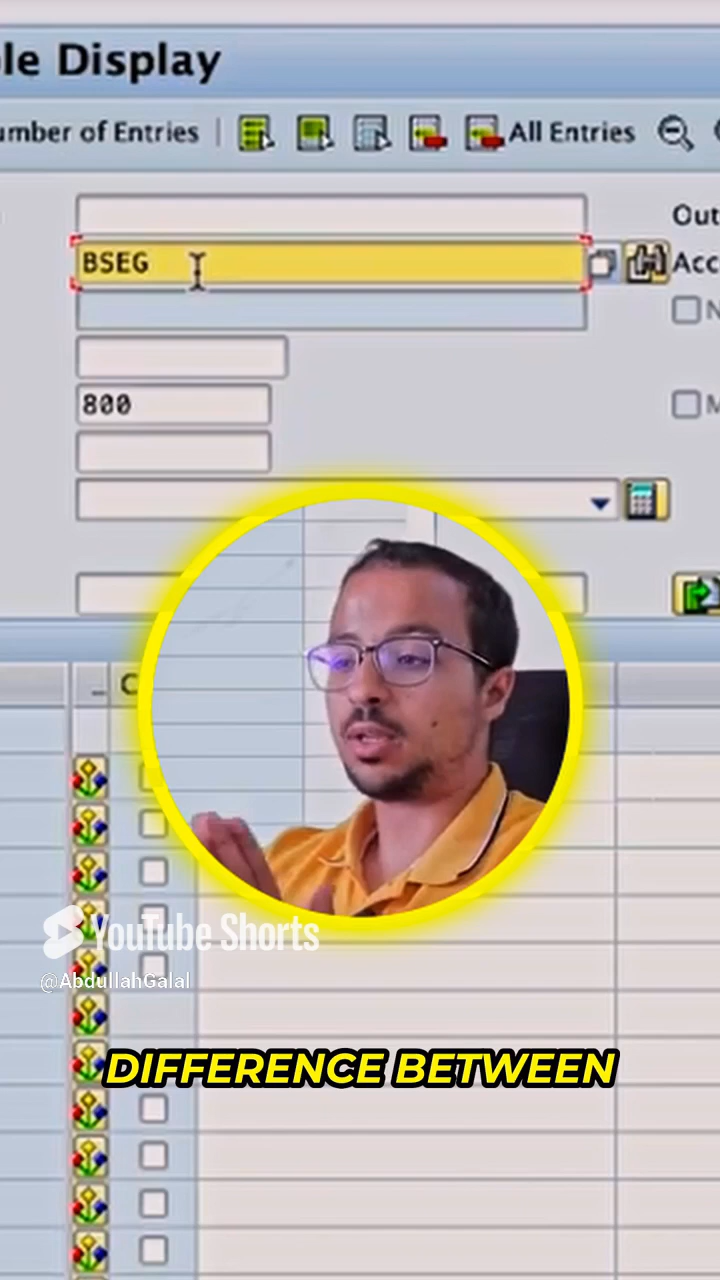 le Display
umber of Entries
All Entries
Out
BSEG
Acc
N
800
M
C
YouTube Shorts
@AbdullahGalal
DIFFERENCE BETWEEN